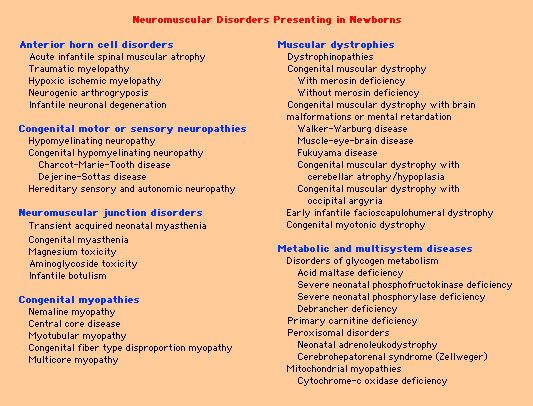 Neuromuscular Disorders Presenting in Newborns
Anterior horn cell disorders
Acute infantile spinal muscular atrophy
Traumatic myelopathy
Hypoxic ischemic myelopathy
Neurogenic arthrogryposis
Infantile neuronal degeneration
Congenital motor or sensory neuropathies
Hypomyelinating neuropathy
Congenital hypomyelinating neuropathy
Charcot-Marie-Tooth disease
Dejerine-Sottas disease
Hereditary sensory and autonomic neuropathy
Neuromuscular junction disorders
Transient acquired neonatal myasthenia
Congenital myasthenia
Magnesium toxicity
Aminoglycoside toxicity
Infantile botulism
Congenital myopathies
Nemaline myopathy
Central core disease
Myotubular myopathy
Congenital fiber type disproportion myopathy
Multicore myopathy
Muscular dystrophies
Dystrophinopathies
Congenital muscular dystrophy
With merosin deficiency
Without merosin deficiency
Congenital muscular dystrophy with brain
malformations or mental retardation
Walker-Warburg disease
Muscle-eye-brain disease
Fukuyama disease
Congenital muscular dystrophy with
cerebellar atrophy/hypoplasia
Congenital muscular dystrophy with
occipital argyria
Early infantile facioscapulohumeral dystrophy
Congenital myotonic dystrophy
Metabolic and multisystem diseases
Disorders of glycogen metabolism
Acid maltase deficiency
Severe neonatal phosphofructokinase deficiency
Severe neonatal phosphorylase deficiency
Debrancher deficiency
Primary carnitine deficiency
Peroxisomal disorders
Neonatal adrenoleukodystrophy
Cerebrohepatorenal syndrome (Zellweger)
Mitochondrial myopathies
Cytochrome-c oxidase deficiency